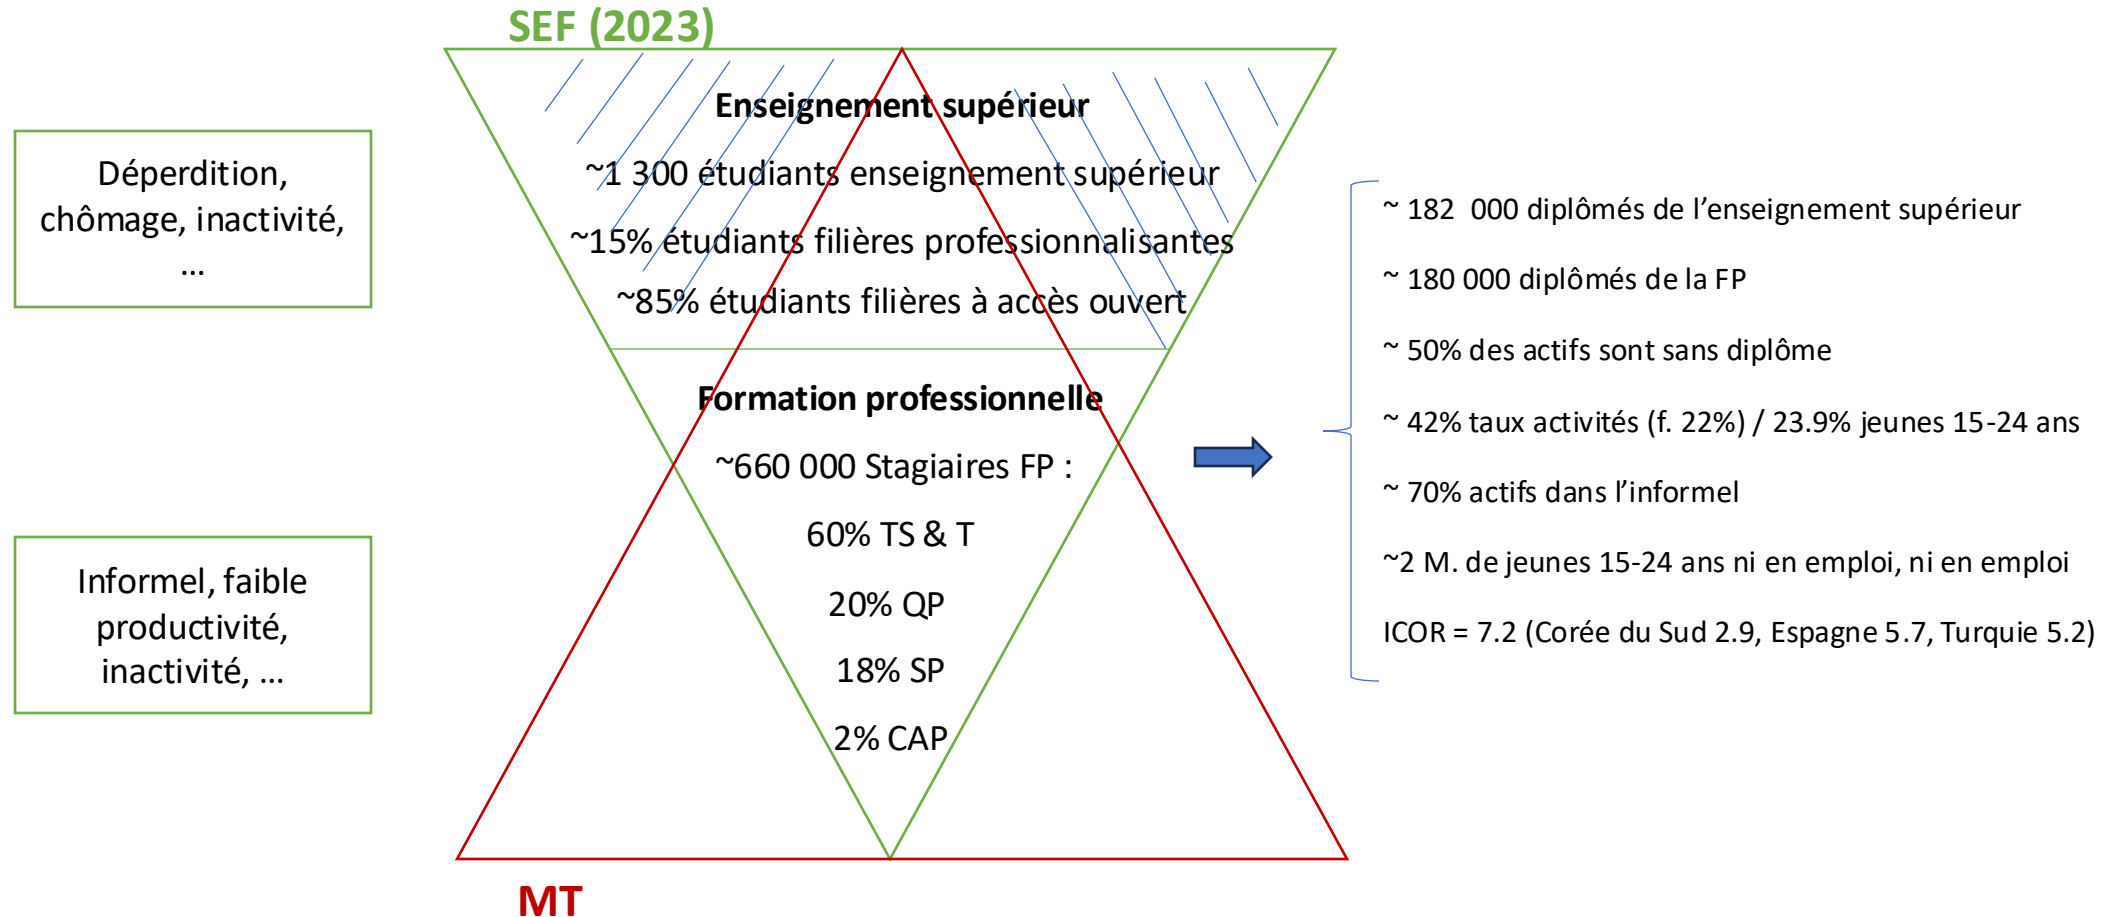 SEF (2023)
Déperdition,
chômage, inactivité,
...
Informel, faible
productivité,
inactivité, ...
Enseignement supérieur
~1 300 étudiants enseignement supérieur
~15% étudiants filières professionnalisantes
~85% étudiants filières à accès ouvert
Formation professionnelle
~660 000 Stagiaires FP :
60% TS & T
20% QP
18% SP
2% CAP
MT
~ 182  000 diplômés de l’enseignement supérieur
~ 180 000 diplômés de la FP
~ 50% des actifs sont sans diplôme
~ 42% taux activités (f. 22%) / 23.9% jeunes 15-24 ans
~ 70% actifs dans l’informel
~2 M. de jeunes 15-24 ans ni en emploi, ni en emploi
ICOR = 7.2 (Corée du Sud 2.9, Espagne 5.7, Turquie 5.2)